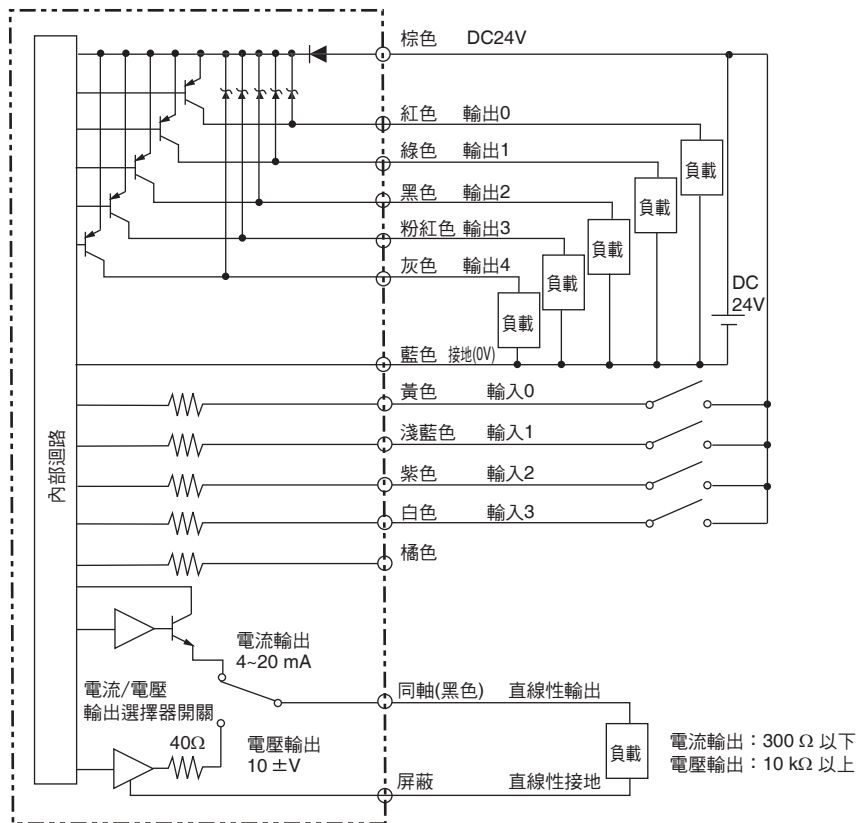 棕色 DC24V
紅色 輸出0
負載
綠色 輸出1
負載
黑色 輸出2
負載
粉紅色 輸出3
負載
灰色 輸出4
負載
DC
24V
藍色 接地(0V)
黃色 輸入0
淺藍色 輸入1
紫色 輸入2
白色 輸入3
橘色
內部迴路
電流輸出
4~20 mA
電流/電壓
輸出選擇器開關
40Ω
電壓輸出
10 ±V
同軸(黑色) 直線性輸出
負載
電流輸出：300 Ω 以下
電壓輸出：10 kΩ 以上
屏蔽 直線性接地